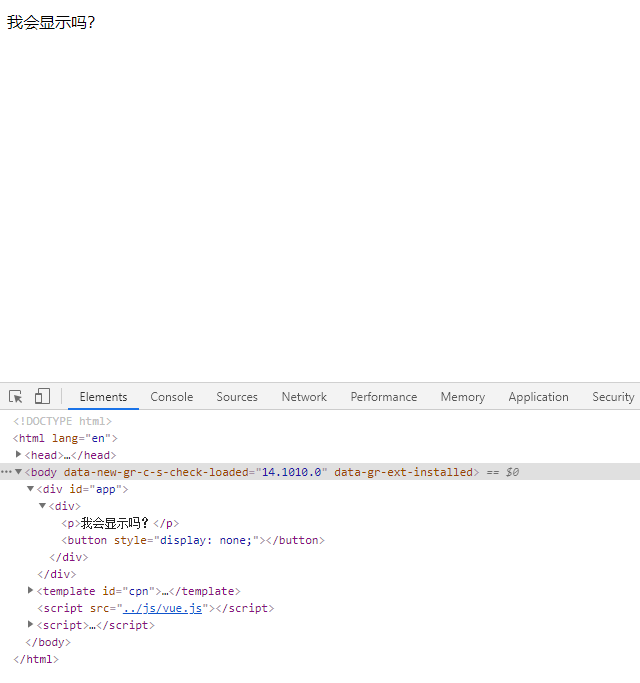 我会显示吗?
Elements Console Sources Network Performance Memory Application Security
<!DOCTYPE html>
<html lang="en">
<head>…</head>
<body data-new-gr-c-s-check-loaded="14.1010.0" data-gr-ext-installed> == $0
<div id="app">
<div>
<p>我会显示吗? </p>
<button style="display: none;"></button>
</div>
</div>
<template id="cpn">…</template>
<script src="../js/vue.js"></script>
<script>…</script>
</body>
</html>